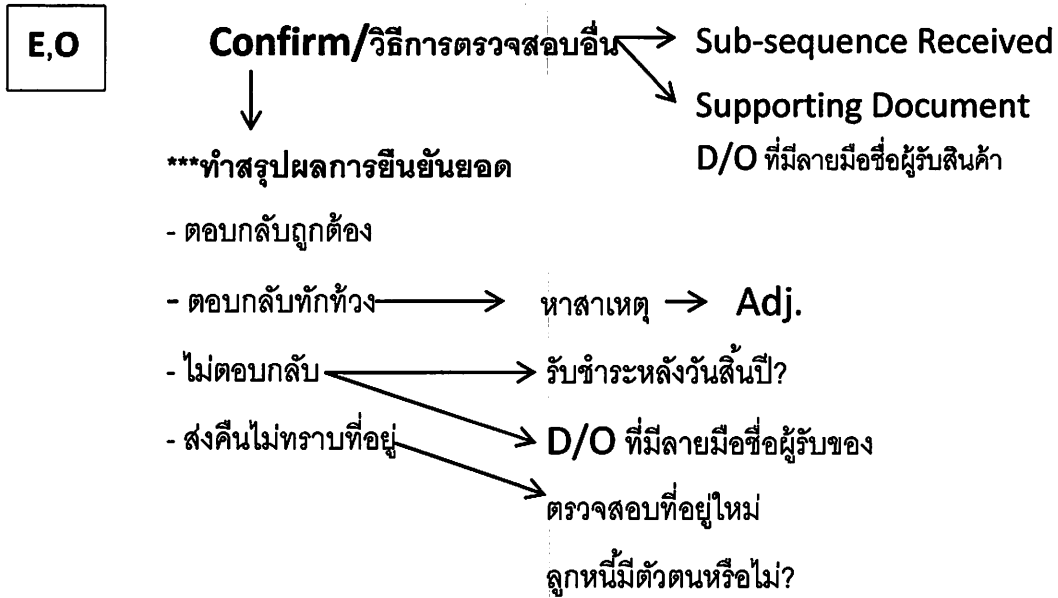 E,O
Confirm/วิธีการตรวจสอบอื่น
Sub-sequence Received
Supporting Document
D/O ที่มีลายมือชื่อผู้รับสินค้า
***ทำสรุปผลการยืนยันยอด
- ตอบกลับถูกต้อง
- ตอบกลับทักท้วง
หาสาเหตุ
Adj.
- ไม่ตอบกลับ
รับชำระหลังวันสิ้นปี?
D/O ที่มีลายมือชื่อผู้รับของ
- ส่งคืนไม่ทราบที่อยู่
ตรวจสอบที่อยู่ใหม่
ลูกหนี้มีตัวตนหรือไม่?